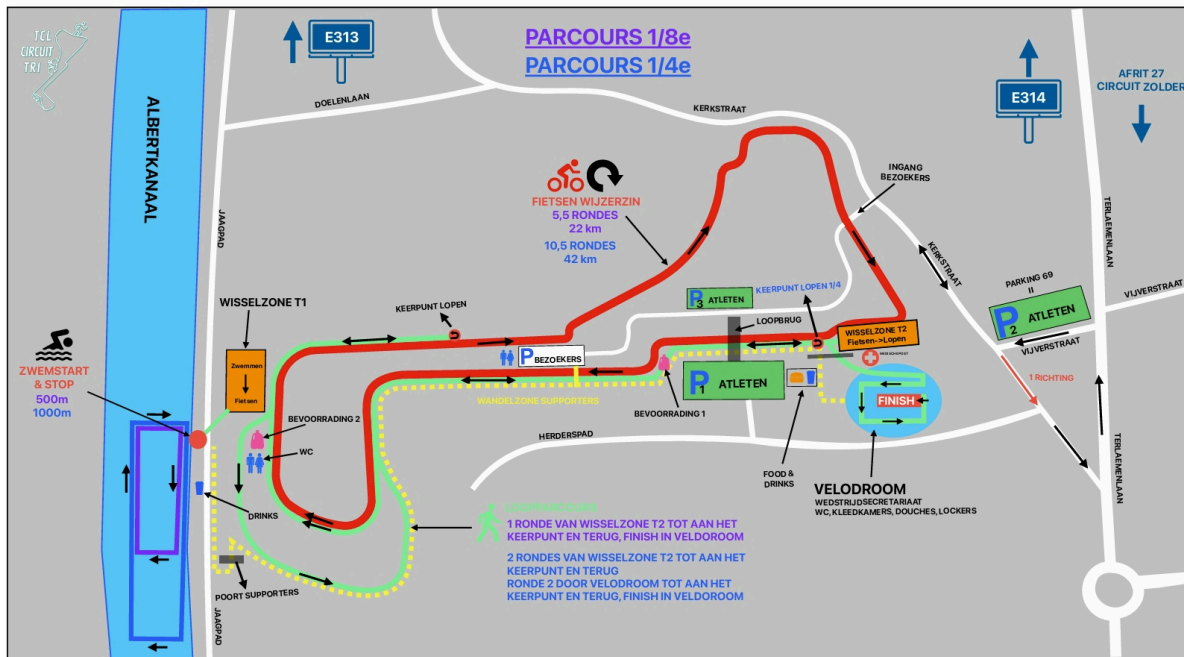 TCL
CIRCUIT
TRI
E313
PARCOURS 1/8e
PARCOURS 1/4e
E314
AFRIT 27
CIRCUIT ZOLDER
ALBERTKANAAL
DOELENLAAN
KERKSTRAAT
JAAGPAD
INGANG
BEZOEKERS
TERLAEMENLAAN
FIETSEN WIJZERZIN
5,5 RONDES
22 km
10,5 RONDES
42 km
KERKSTRAAT
PARKING 69
II
P2 ATLETEN
VIJVERSTRAAT
VIJVERSTRAAT
WISSELZONE T1
KEERPUNT LOPEN
P3 ATLETEN
KEERPUNT LOPEN 1/4
LOOPBRUG
WISSELZONE T2
Fietsen->Lopen
ZWEMSTART
& STOP
500m
1000m
Zwemmen
Fietsen
P BEZOEKERS
P1 ATLETEN
1 RICHTING
WANDELZONE SUPPORTERS
BEVOORRADING 1
FINISH
BEVOORRADING 2
WC
HERDERSPAD
FOOD &
DRINKS
VELODROOM
WEDSTRIJDSECRETARIAAT
WC, KLEEDKAMERS, DOUCHES, LOCKERS
TERLAEMENLAAN
DRINKS
1 RONDE VAN WISSELZONE T2 TOT AAN HET
KEERPUNT EN TERUG, FINISH IN VELDOROOM
2 RONDES VAN WISSELZONE T2 TOT AAN HET
KEERPUNT EN TERUG
RONDE 2 DOOR VELODROOM TOT AAN HET
KEERPUNT EN TERUG, FINISH IN VELDOROOM
POORT SUPPORTERS
JAAGPAD